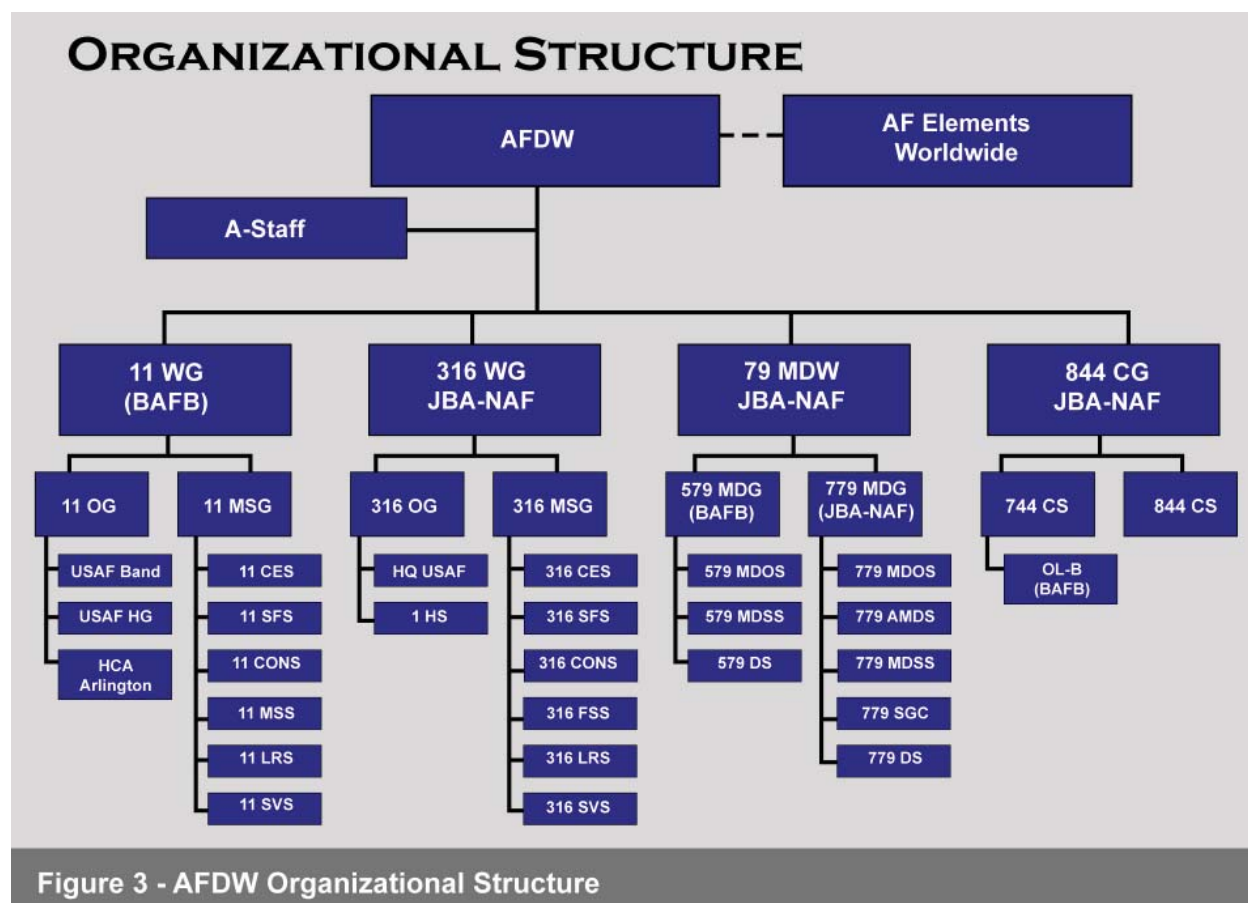 ORGANIZATIONAL STRUCTURE
AFDW
AF Elements
Worldwide
A-Staff
11 WG
(BAFB)
316 WG
JBA-NAF
79 MDW
JBA-NAF
844 CG
JBA-NAF
11 OG
11 MSG
316 OG
316 MSG
579 MDG
(BAFB)
779 MDG
(JBA-NAF)
744 CS
844 CS
USAF Band
USAF HG
HCA
Arlington
11 CES
11 SFS
11 CONS
11 MSS
11 LRS
11 SVS
HQ USAF
1 HS
316 CES
316 SFS
316 CONS
316 FSS
316 LRS
316 SVS
579 MDOS
579 MDSS
579 DS
779 MDOS
779 AMDS
779 MDSS
779 SGC
779 DS
OL-B
(BAFB)
Figure 3 - AFDW Organizational Structure